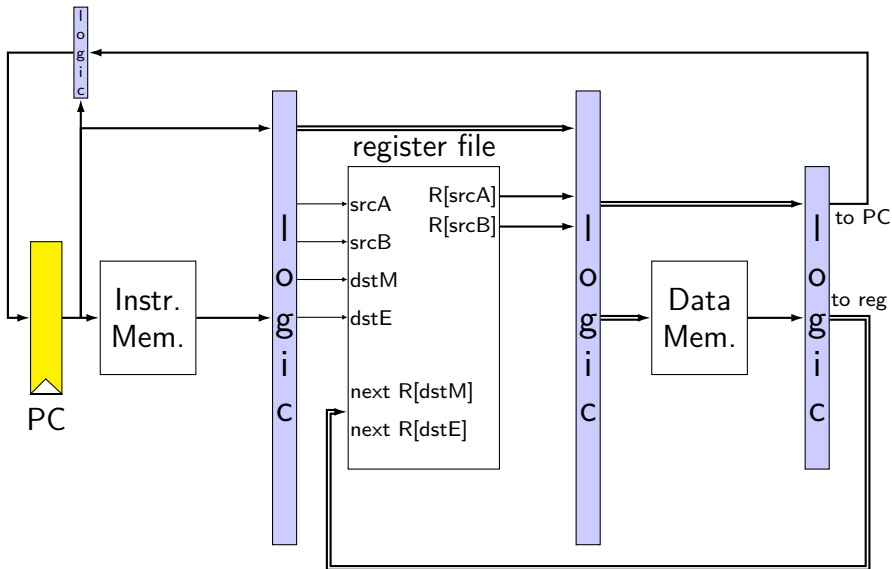 logic
register file
srcA
srcB
dstM
dstE
R[srcA]
R[srcB]
next R[dstM]
next R[dstE]
logic
logic
logic
to PC
to reg
Instr.
Mem.
Data
Mem.
PC